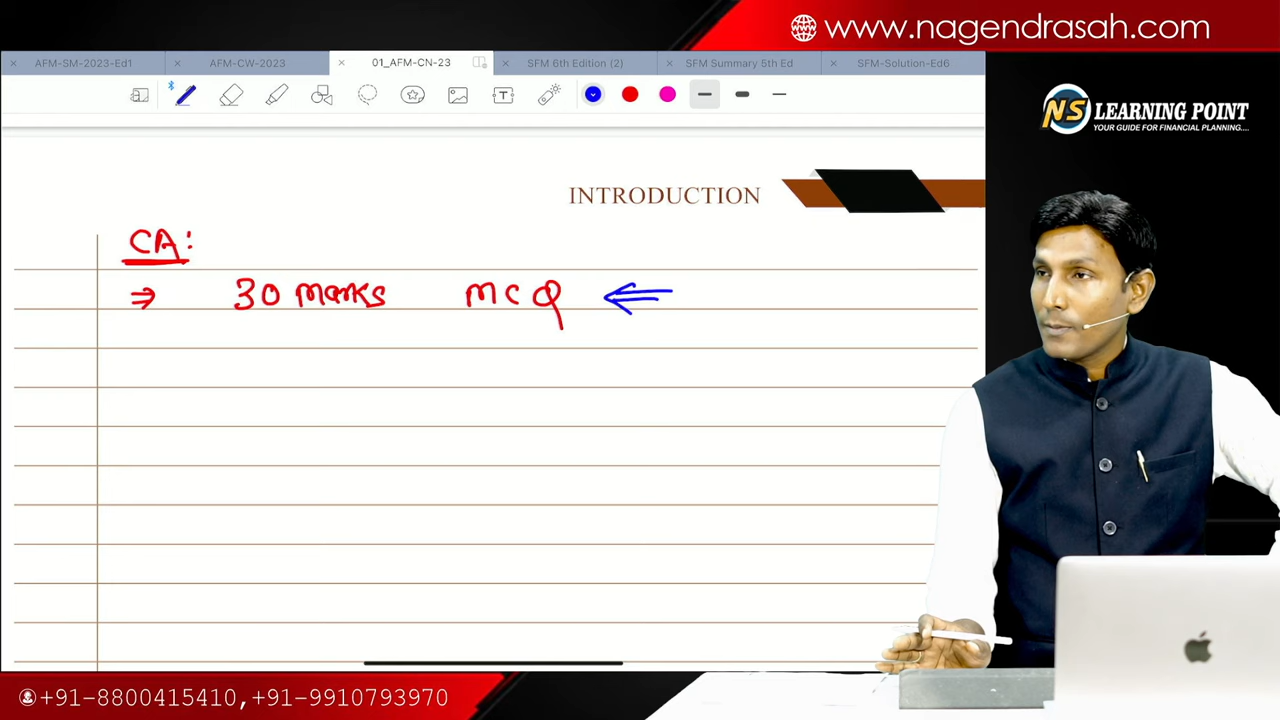 www.nagendrasah.com
AFM-SM-2023-Ed1
AFM-CW-2023
01_AFM-CN-23
SFM 6th Edition (2)
SFM Summary 5th Ed
SFM-Solution-Ed6
NS LEARNING POINT
YOUR GUIDE FOR FINANCIAL PLANNING....
INTRODUCTION
CA:
⇒ 30 marks MCQ ⇐
+91-8800415410,+91-9910793970